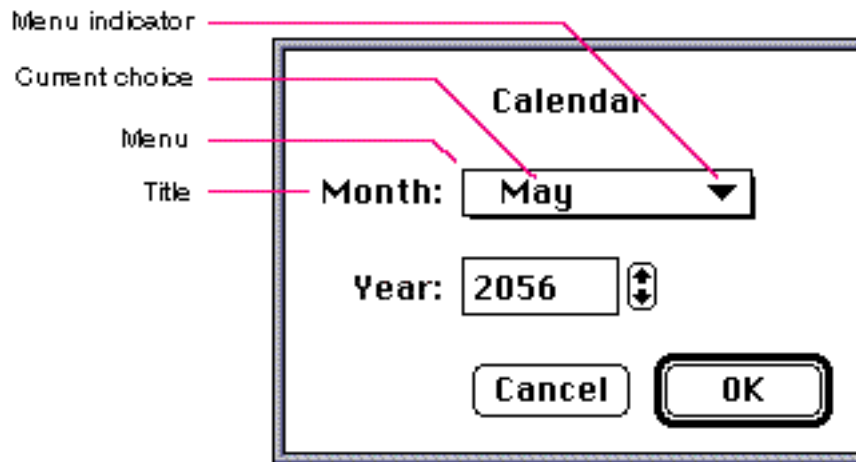 Menu indicator
Current choice
Calendar
Menu
Title
Month: May
Year: 2056
Cancel OK